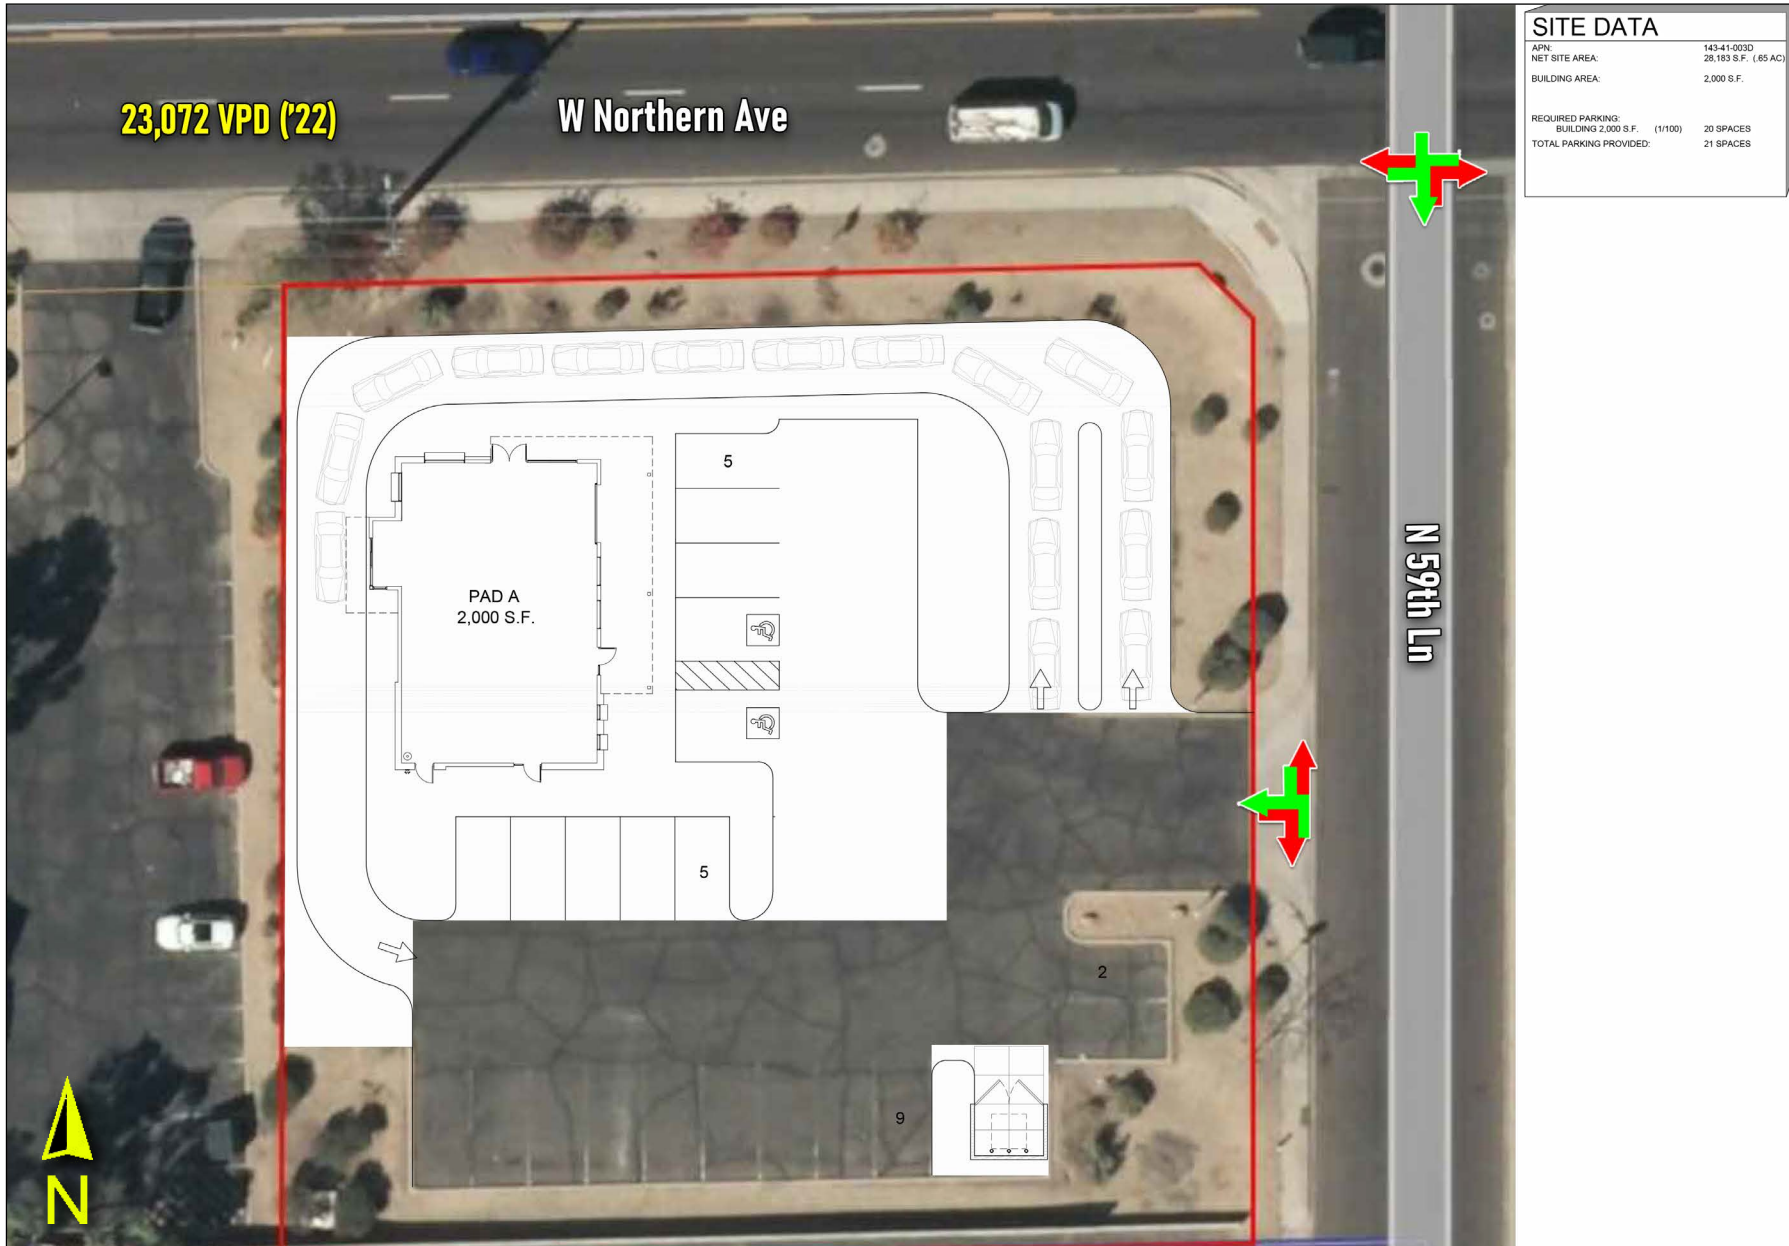 SITE DATA
APN: 143-41-003D
NET SITE AREA: 28,183 S.F. (.65 AC)
BUILDING AREA: 2,000 S.F.
REQUIRED PARKING:
BUILDING 2,000 S.F. (1/100) 20 SPACES
TOTAL PARKING PROVIDED: 21 SPACES
23,072 VPD ('22)
W Northern Ave
N 59th Ln
5
PAD A
2,000 S.F.
5
2
9
N